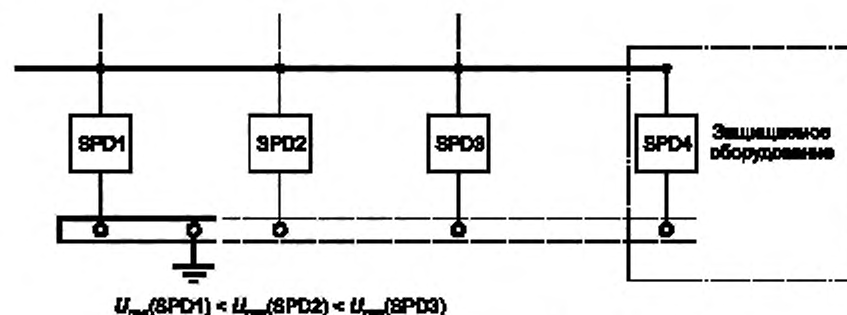 SPD1
SPD2
SPD3
SPD4
Защищаемое
оборудование
(SPD1) < (SPD2) < (SPD3)